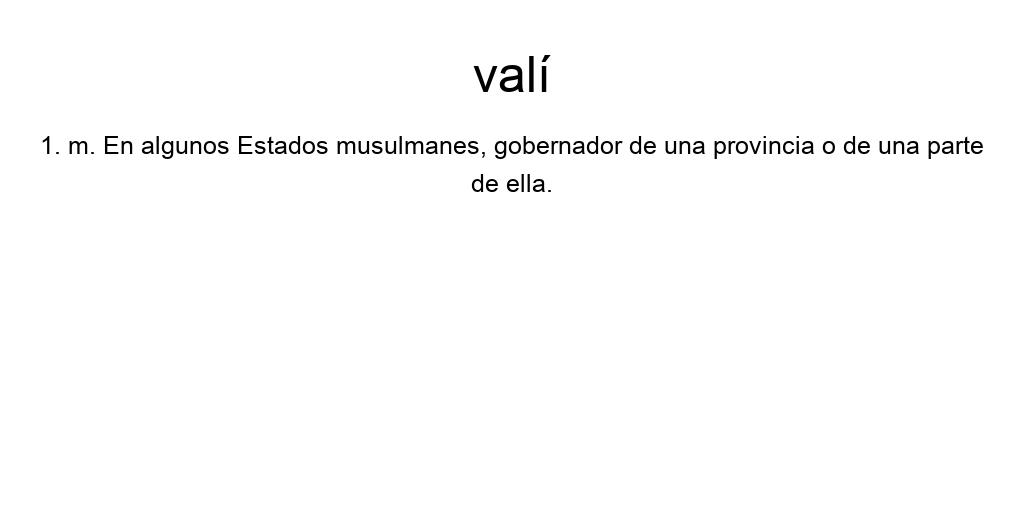 valí
1. m. En algunos Estados musulmanes, gobernador de una provincia o de una parte
de ella.